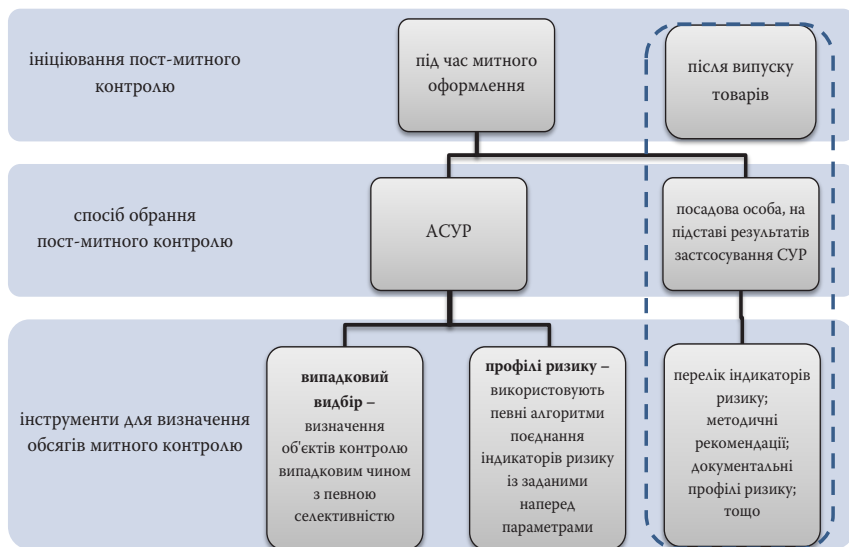 ініціювання пост-митного
контролю
під час митного
оформлення
після випуску
товарів
спосіб обрання
пост-митного контролю
АСУР
посадова особа, на
підставі результатів
застсосування СУР
інструменти для визначення
обсягів митного контролю
випадковий
видбір –
визначення
об'єктів контролю
випадковим чином
з певною
селективністю
профілі ризику –
використовують
певні алгоритми
поєднання
індикаторів ризику
із заданими
наперед
параметрами
перелік індикаторів
ризику;
методичні
рекомендації;
документальні
профілі ризику;
тощо